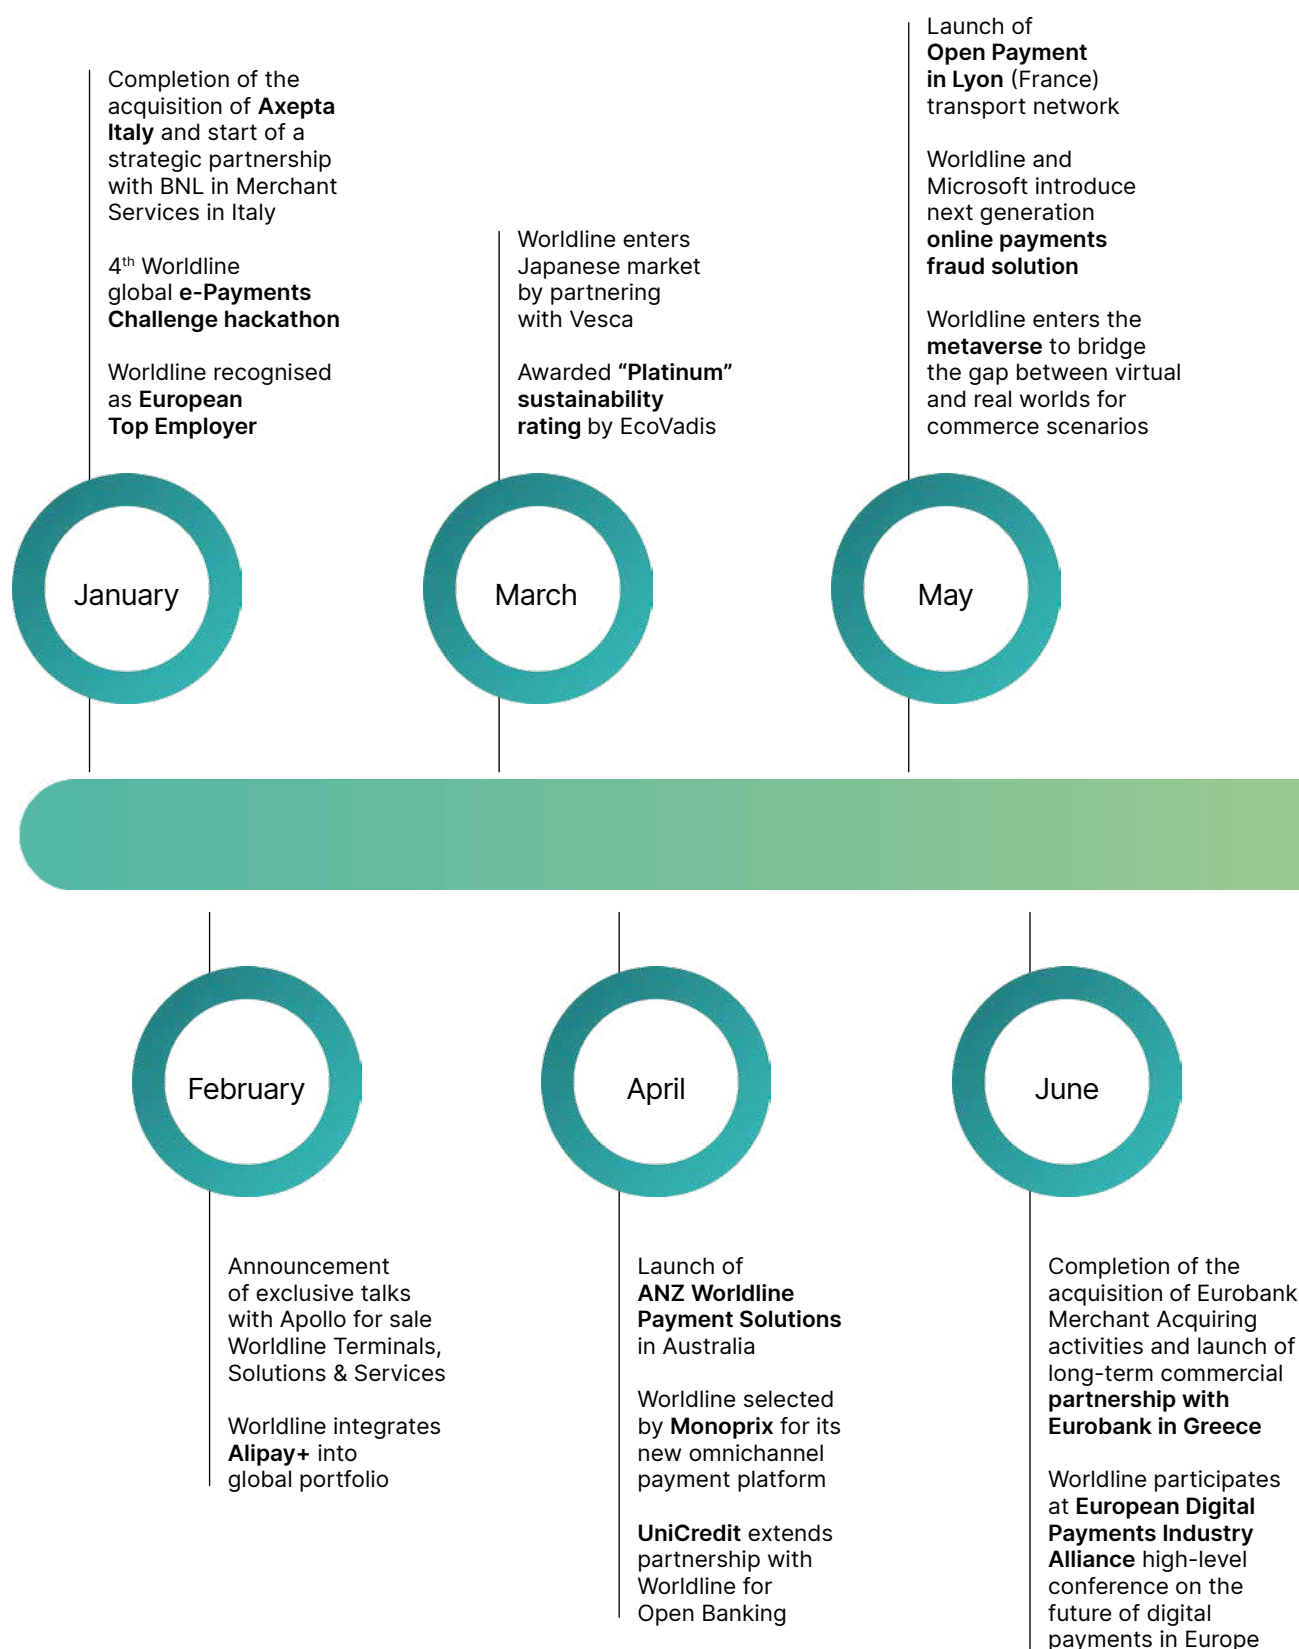 Completion of the
acquisition of Axepta
Italy and start of a
strategic partnership
with BNL in Merchant
Services in Italy
4th Worldline
global e-Payments
Challenge hackathon
Worldline recognised
as European
Top Employer
January
Worldline enters
Japanese market
by partnering
with Vesca
Awarded “Platinum”
sustainability
rating by EcoVadis
March
Launch of
Open Payment
in Lyon (France)
transport network
Worldline and
Microsoft introduce
next generation
online payments
fraud solution
Worldline enters the
metaverse to bridge
the gap between virtual
and real worlds for
commerce scenarios
May
February
Announcement
of exclusive talks
with Apollo for sale
Worldline Terminals,
Solutions & Services
Worldline integrates
Alipay+ into
global portfolio
April
Launch of
ANZ Worldline
Payment Solutions
in Australia
Worldline selected
by Monoprix for its
new omnichannel
payment platform
UniCredit extends
partnership with
Worldline for
Open Banking
June
Completion of the
acquisition of Eurobank
Merchant Acquiring
activities and launch of
long-term commercial
partnership with
Eurobank in Greece
Worldline participates
at European Digital
Payments Industry
Alliance high-level
conference on the
future of digital
payments in Europe